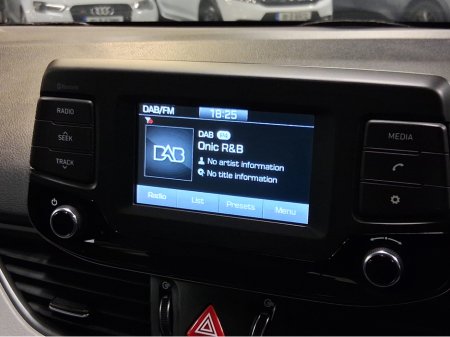 Bluetooth
RADIO
SEEK
TRACK
DAB/FM
18:25
DAB
Onic R&B
No artist information
No title information
DAB
Radio
List
Presets
Menu
MEDIA